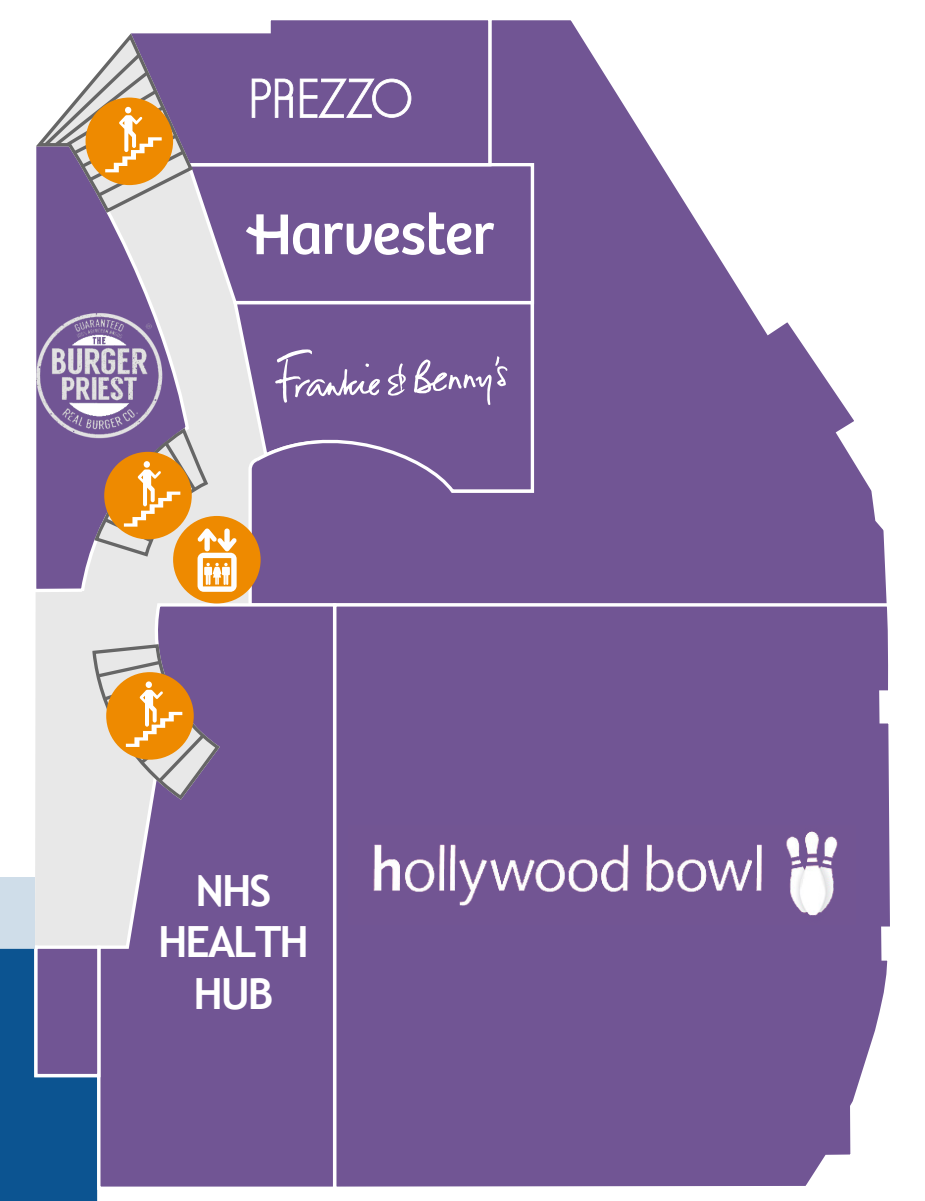 PREZZO
Harvester
GUARANTEED
THE
BURGER
PRIEST
REAL BURGER CO.
Frankie & Benny's
hollywood bowl
NHS
HEALTH
HUB